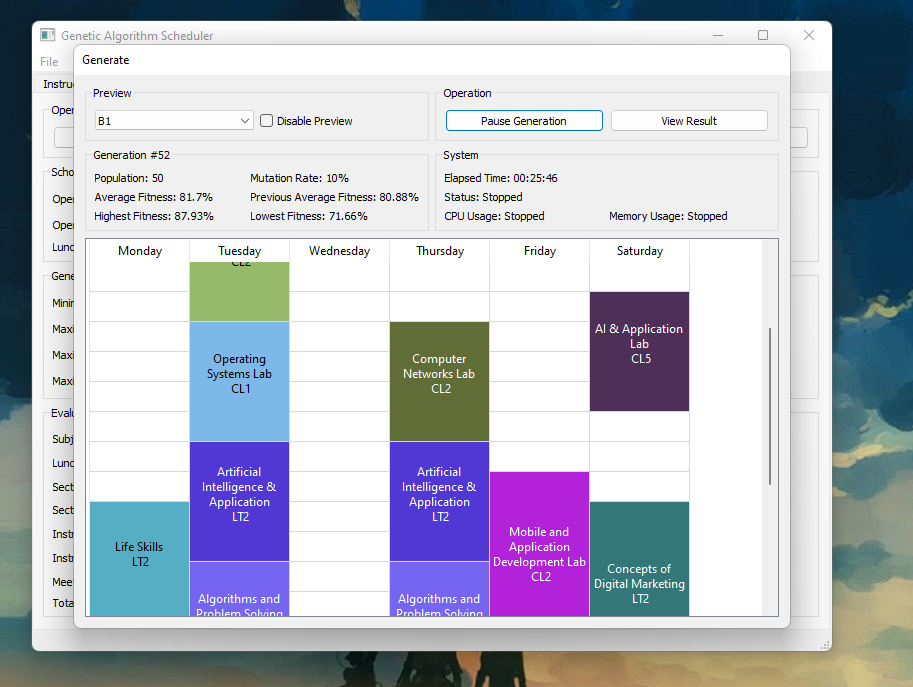 Genetic Algorithm Scheduler
File
Generate
Preview
B1
Disable Preview
Operation
Pause Generation
View Result
Generation #52
Population: 50
Mutation Rate: 10%
Average Fitness: 81.7%
Previous Average Fitness: 80.88%
Highest Fitness: 87.93%
Lowest Fitness: 71.66%
System
Elapsed Time: 00:25:46
Status: Stopped
CPU Usage: Stopped
Memory Usage: Stopped
Monday
Tuesday
Wednesday
Thursday
Friday
Saturday
CL2
Operating
Systems Lab
CL1
Computer
Networks Lab
CL2
AI & Application
Lab
CL5
Artificial
Intelligence &
Application
LT2
Artificial
Intelligence &
Application
LT2
Life Skills
LT2
Mobile and
Application
Development Lab
CL2
Concepts of
Digital Marketing
LT2
Algorithms and
Problem Solving
Algorithms and
Problem Solving
Instru
Oper
Scho
Oper
Oper
Lunc
Gene
Minir
Maxi
Maxi
Maxi
Evalu
Subj
Lunc
Sect
Sect
Instr
Instr
Mee
Tota